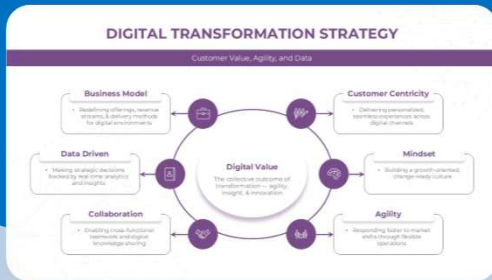 DIGITAL TRANSFORMATION STRATEGY
Customer Value, Agility, and Data
Business Model
• Redefining offerings, revenue
streams, & delivery methods
for digital environments
Customer Centricity
• Delivering personalized,
seamless experiences across
digital channels
Data Driven
• Making strategic decisions
backed by real-time analytics
and insights
Digital Value
The collective outcome of
transformation — agility,
insight, & innovation
Mindset
• Building a growth-oriented,
change-ready culture
Collaboration
• Enabling cross-functional
teamwork and digital
knowledge sharing
Agility
• Responding faster to market
shifts through flexible
operations.